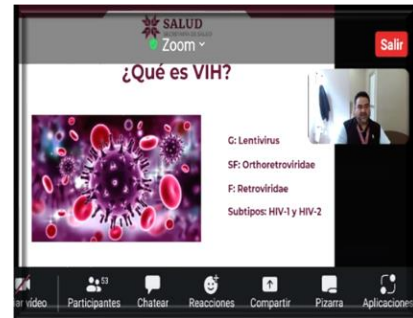 SALUD
SECRETARÍA DE SALUD
Zoom
Salir
¿Qué es VIH?
G: Lentivirus
SF: Orthoretroviridae
F: Retroviridae
Subtipos: HIV-1 y HIV-2
53
ar vídeo
Participantes
Chatear
Reacciones
Compartir
Pizarra
Aplicaciones